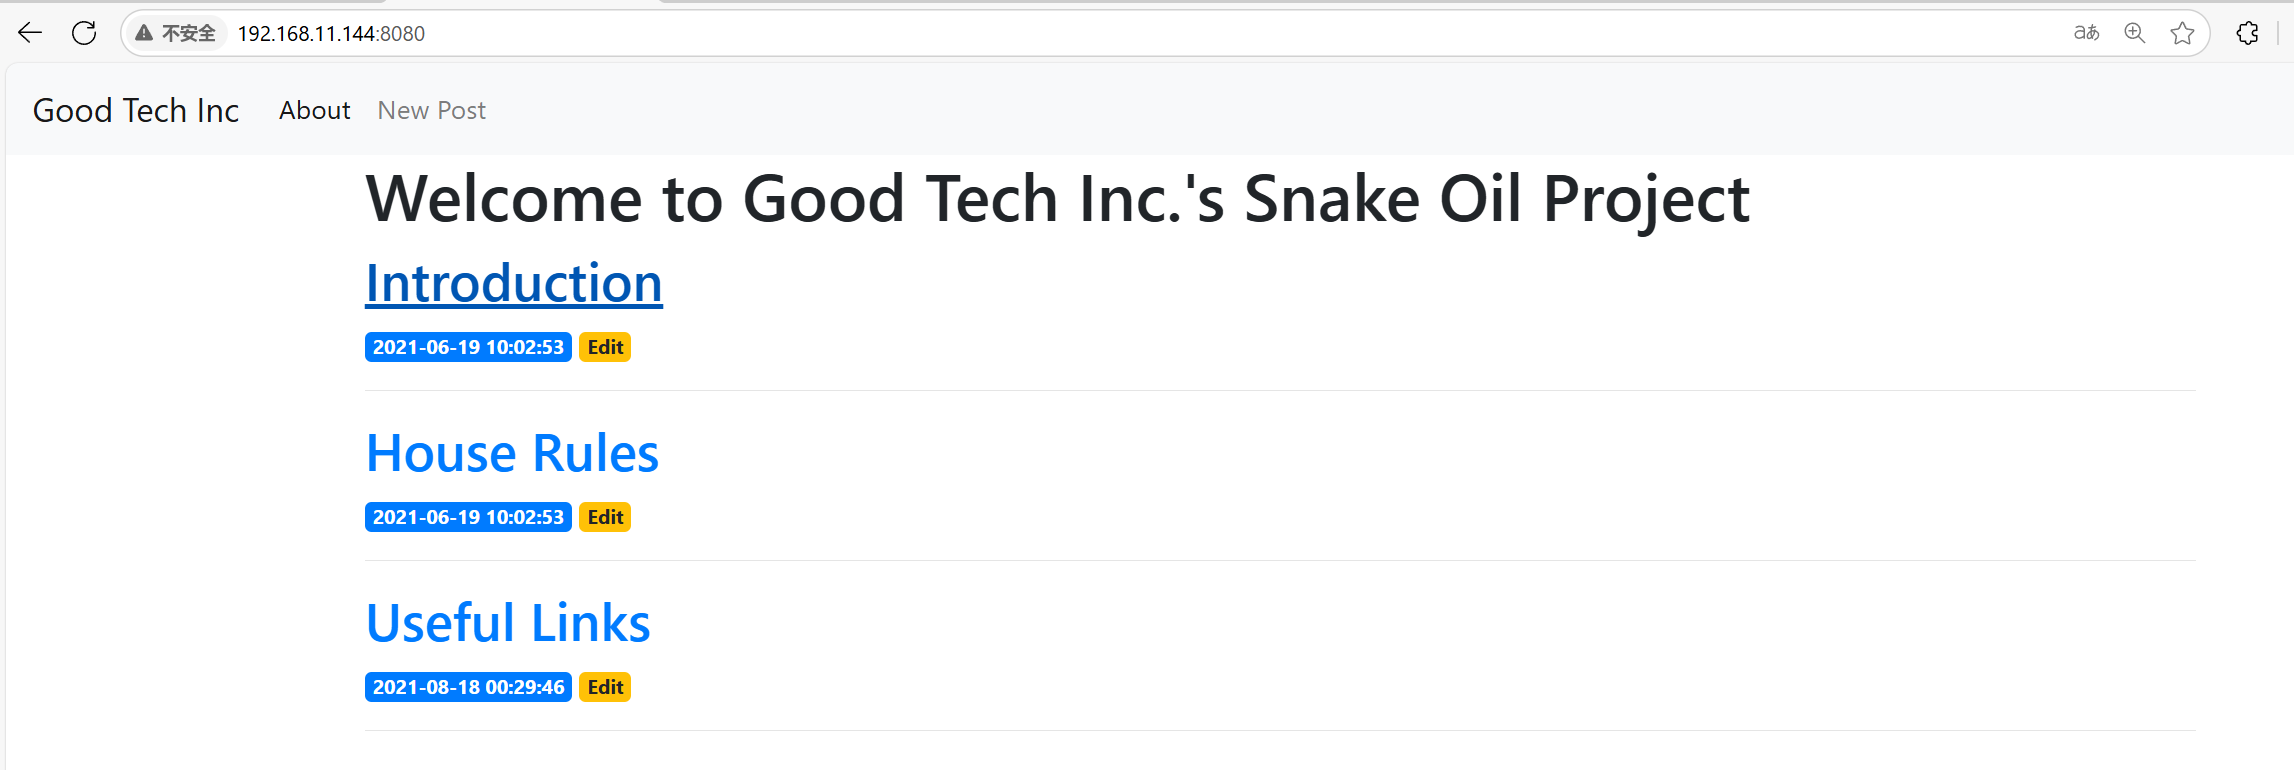 不安全 192.168.11.144:8080 aあ
Good Tech Inc About New Post
Welcome to Good Tech Inc.'s Snake Oil Project
Introduction
2021-06-19 10:02:53 Edit
House Rules
2021-06-19 10:02:53 Edit
Useful Links
2021-08-18 00:29:46 Edit